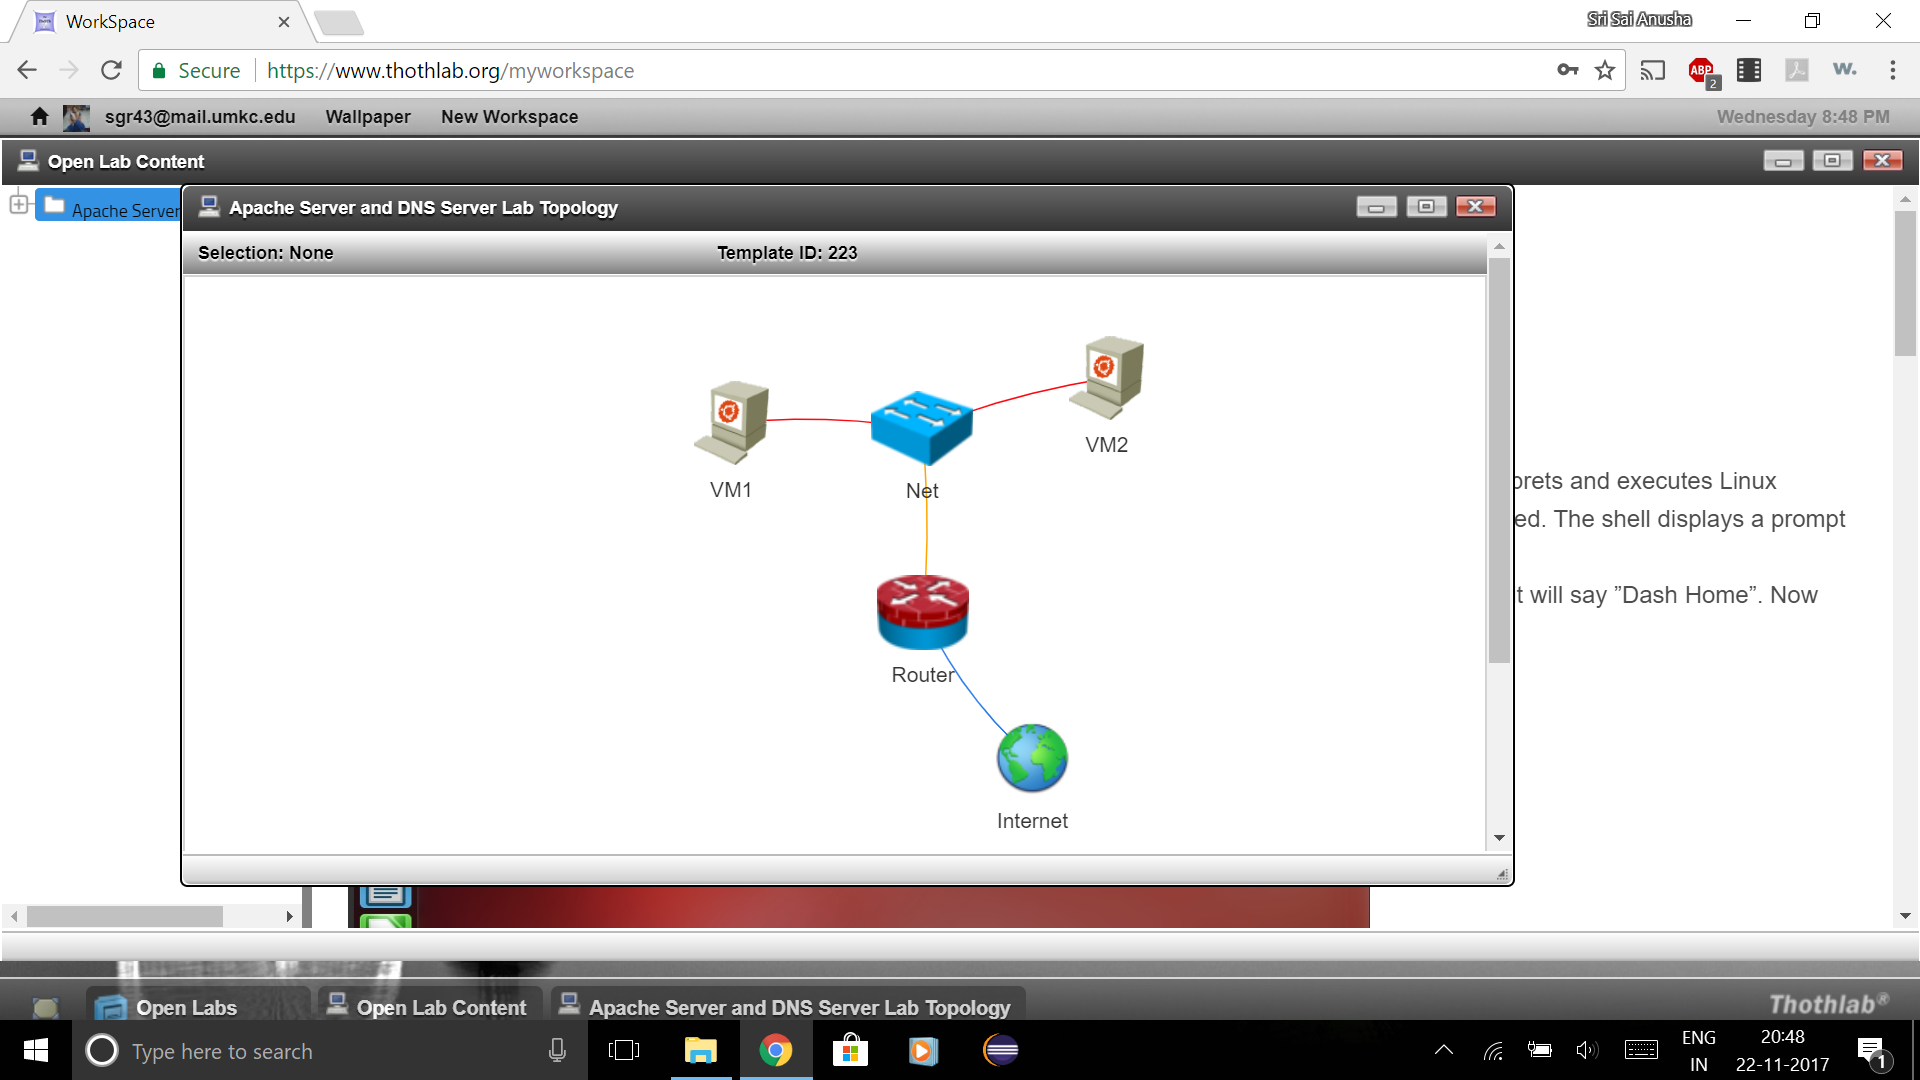 WorkSpace
Sri Sai Anusha
Secure
https://www.thothlab.org/myworkspace
ABP
2
W.
sgr43@mail.umkc.edu
Wallpaper
New Workspace
Wednesday 8:48 PM
Open Lab Content
Apache Server
Apache Server and DNS Server Lab Topology
Selection: None
Template ID: 223
VM1
Net
VM2
Router
Internet
prets and executes Linux
ed. The shell displays a prompt
t will say ”Dash Home”. Now
Open Labs
Open Lab Content
Apache Server and DNS Server Lab Topology
Thothlab®
Type here to search
ENG
IN
20:48
22-11-2017
1